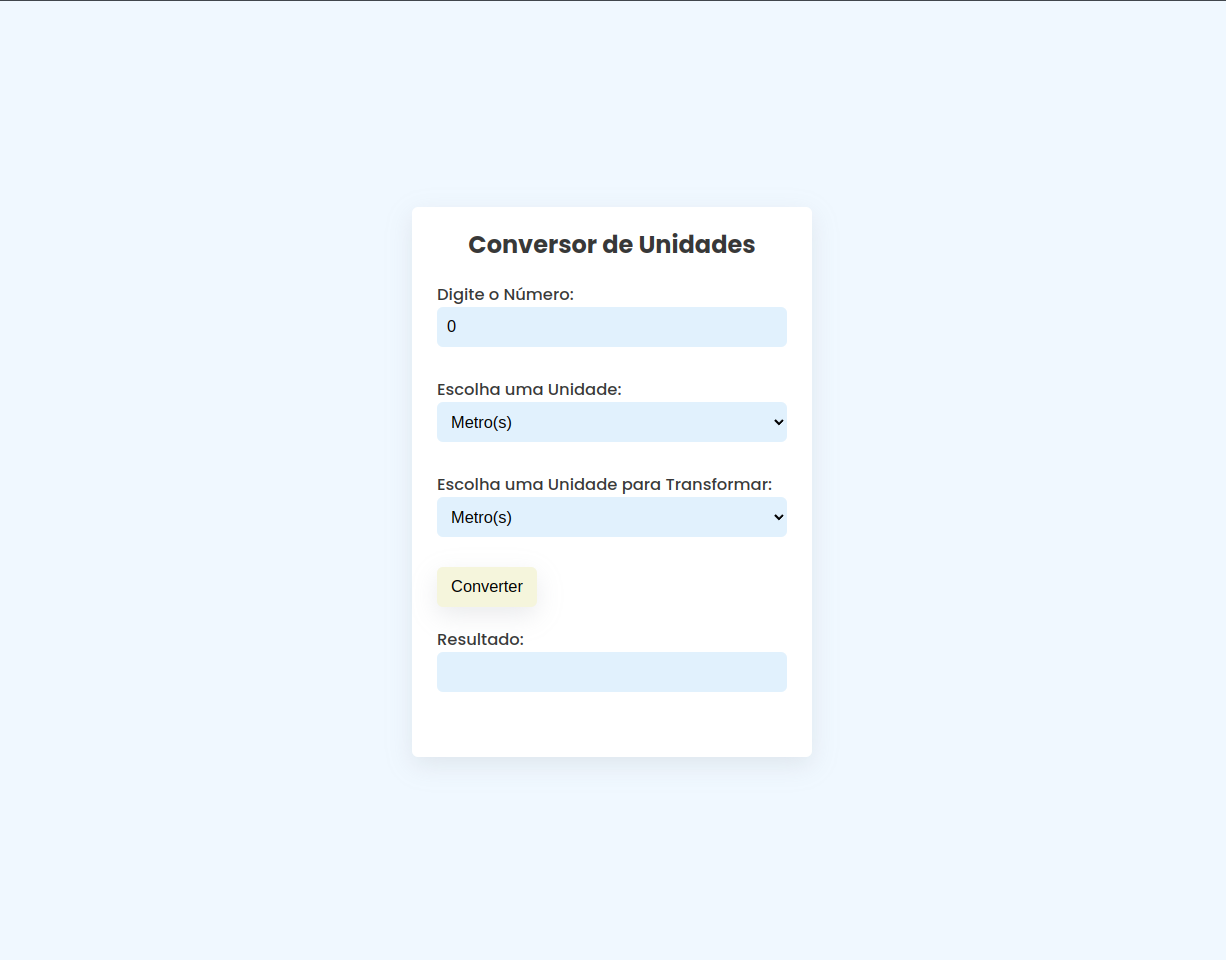 Conversor de Unidades
Digite o Número:
0
Escolha uma Unidade:
Metro(s)
Escolha uma Unidade para Transformar:
Metro(s)
Converter
Resultado: